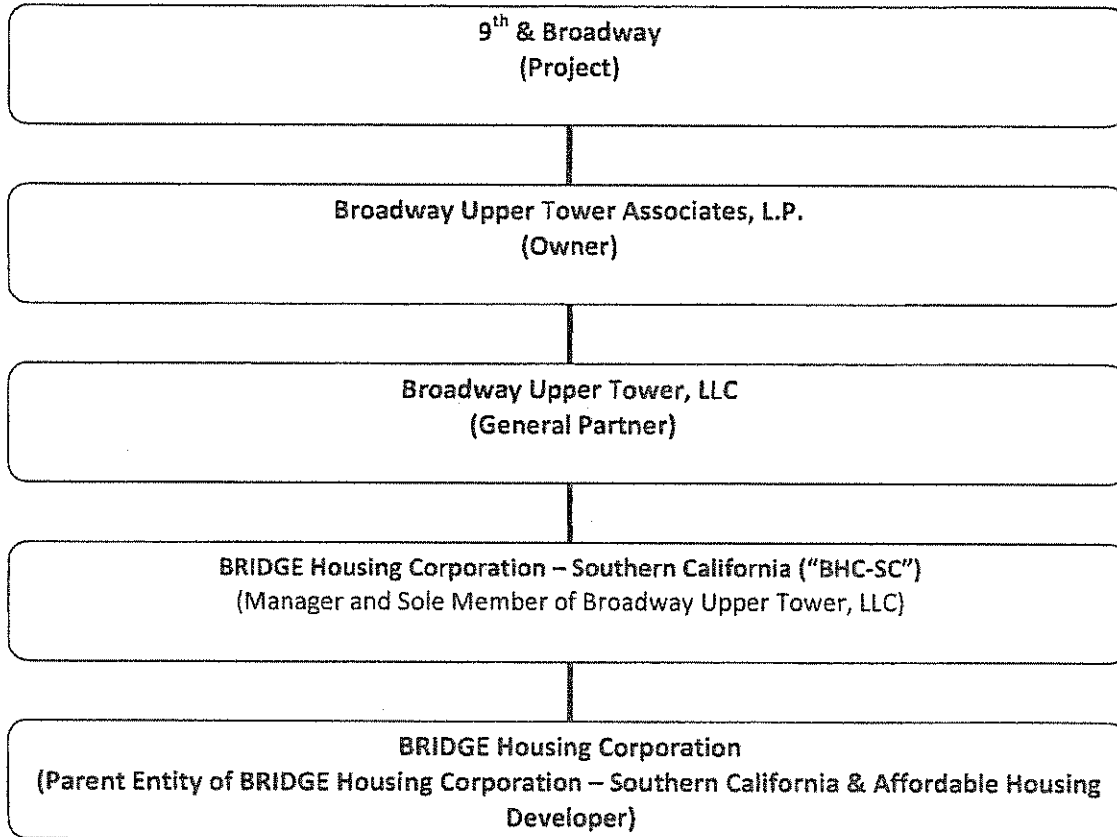 9th & Broadway
(Project)
Broadway Upper Tower Associates, L.P.
(Owner)
Broadway Upper Tower, LLC
(General Partner)
BRIDGE Housing Corporation – Southern California (“BHC-SC”)
(Manager and Sole Member of Broadway Upper Tower, LLC)
BRIDGE Housing Corporation
(Parent Entity of BRIDGE Housing Corporation – Southern California & Affordable Housing
Developer)